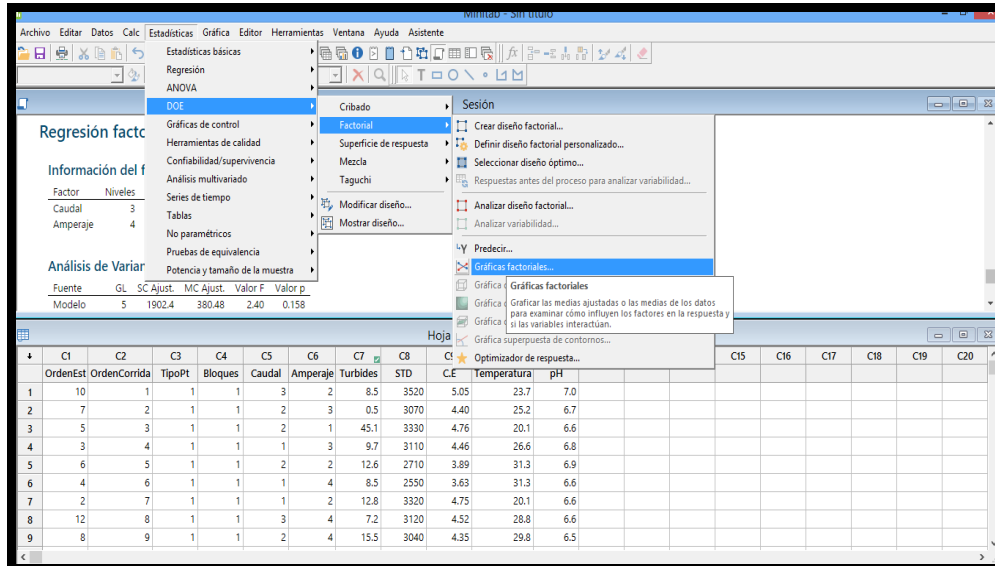 Minitab - Sin título
Archivo Editar Datos Calc Estadísticas Gráfica Editor Herramientas Ventana Ayuda Asistente
Estadísticas básicas
Regresión
ANOVA
DOE
Gráficas de control
Herramientas de calidad
Confiabilidad/supervivencia
Análisis multivariado
Series de tiempo
Tablas
No paramétricos
Pruebas de equivalencia
Potencia y tamaño de la muestra
Cribado
Factorial
Superficie de respuesta
Mezcla
Taguchi
Modificar diseño...
Mostrar diseño...
Sesión
Crear diseño factorial...
Definir diseño factorial personalizado...
Seleccionar diseño óptimo...
Respuestas antes del proceso para analizar variabilidad...
Analizar diseño factorial...
Analizar variabilidad...
Predecir...
Gráficas factoriales...
Gráfica
Gráfica
Gráfica
Gráfica superpuesta de contornos...
Optimizador de respuesta...
Gráficas factoriales
Graficar las medias ajustadas o las medias de los datos
para examinar cómo influyen los factores en la respuesta y
si las variables interactúan.
Regresión
Información del
Factor Niveles
Caudal 3
Amperaje 4
Análisis de
Fuente GL SC Ajust. MC Ajust. Valor F Valor p
Modelo 5 1902.4 380.48 2.40 0.158
Hoja
C1 C2 C3 C4 C5 C6 C7 C8 C15 C16 C17 C18 C19 C20
OrdenEst OrdenCorrida TipoPt Bloques Caudal Amperaje Turbides STD C.E Temperatura pH
1 10 1 1 1 3 2 8.5 3520 5.05 23.7 7.0
2 7 2 1 1 2 3 0.5 3070 4.40 25.2 6.7
3 5 3 1 1 2 1 45.1 3330 4.76 20.1 6.6
4 3 4 1 1 1 3 9.7 3110 4.46 26.6 6.8
5 6 5 1 1 2 2 12.6 2710 3.89 31.3 6.9
6 4 6 1 1 1 4 8.5 2550 3.63 31.3 6.6
7 2 7 1 1 1 2 12.8 3320 4.75 20.1 6.6
8 12 8 1 1 3 4 7.2 3120 4.52 28.8 6.6
9 8 9 1 1 2 4 15.5 3040 4.35 29.8 6.5